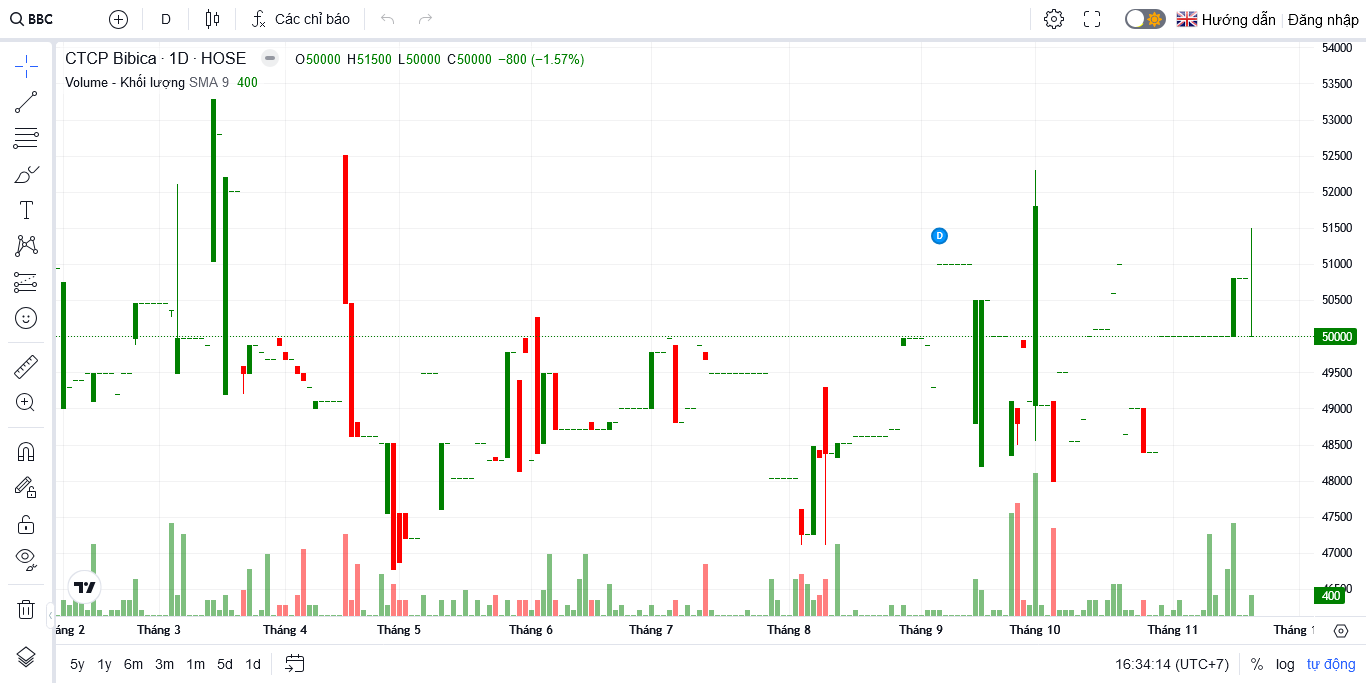 BBC D Các chỉ báo Hướng dẫn Đăng nhập
CTCP Bibica · 1D · HOSE O50000 H51500 L50000 C50000 −800 (−1.57%)
Volume - Khối lượng SMA 9 400
54000
53500
53000
52500
52000
51500
D
51000
50500
50000
49500
49000
48500
48000
47500
47000
46500
400
Tháng 3 Tháng 4 Tháng 5 Tháng 6 Tháng 7 Tháng 8 Tháng 9 Tháng 10 Tháng 11
5y 1y 6m 3m 1m 5d 1d 16:34:14 (UTC+7) % log tự động